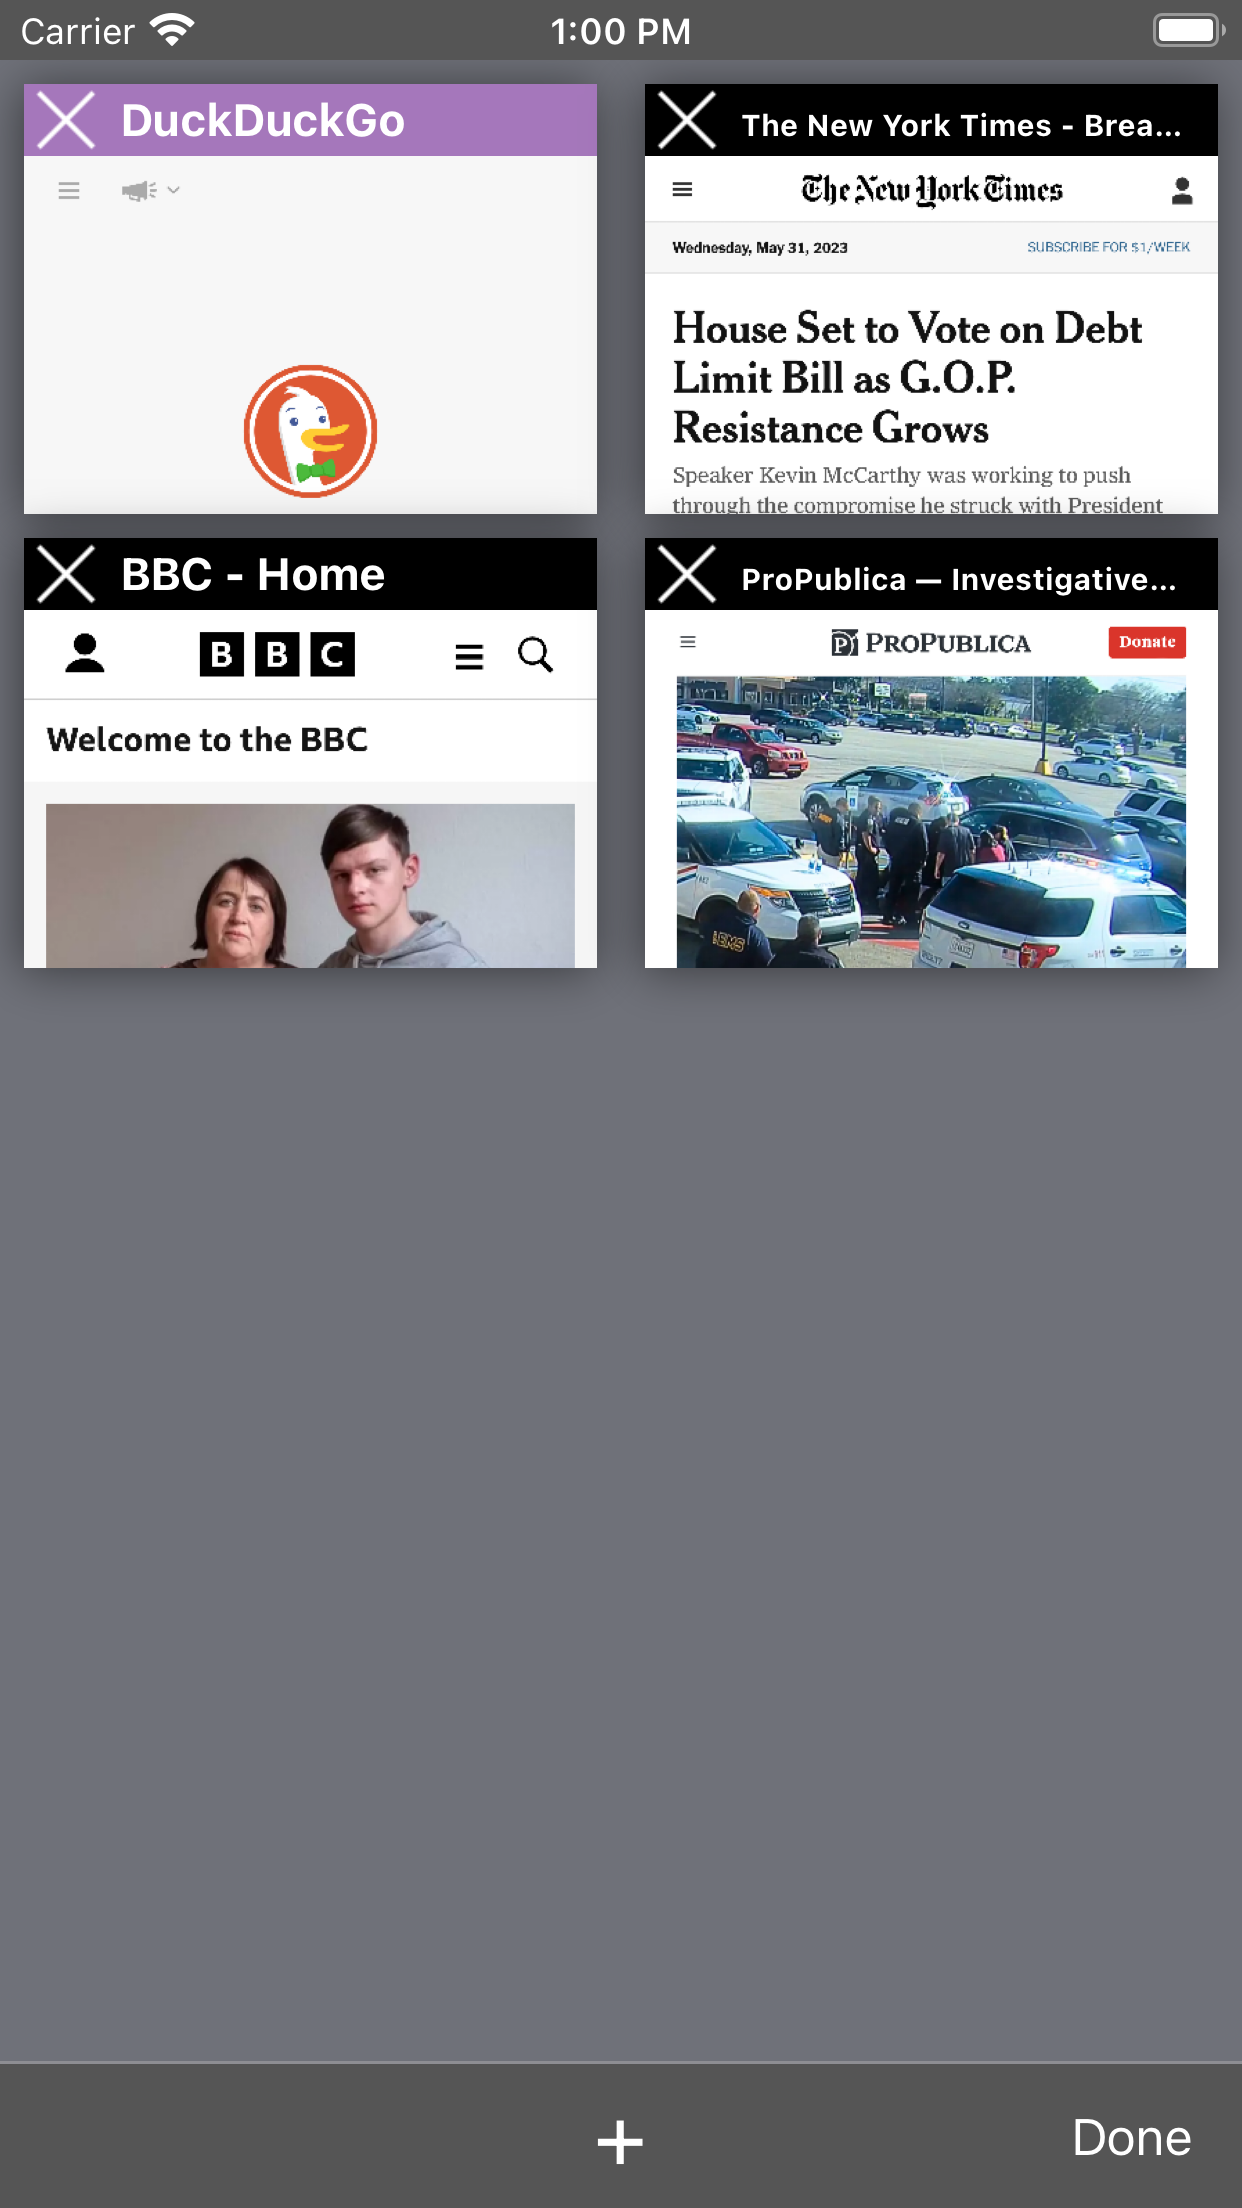 Carrier
1:00 PM
DuckDuckGo
The New York Times - Brea...
The New York Times
Wednesday, May 31, 2023
SUBSCRIBE FOR $1/WEEK
House Set to Vote on Debt
Limit Bill as G.O.P.
Resistance Grows
Speaker Kevin McCarthy was working to push
through the compromise he struck with President
BBC - Home
BBC
Welcome to the BBC
ProPublica — Investigative...
PROPUBLICA
Donate
EMS
+
Done